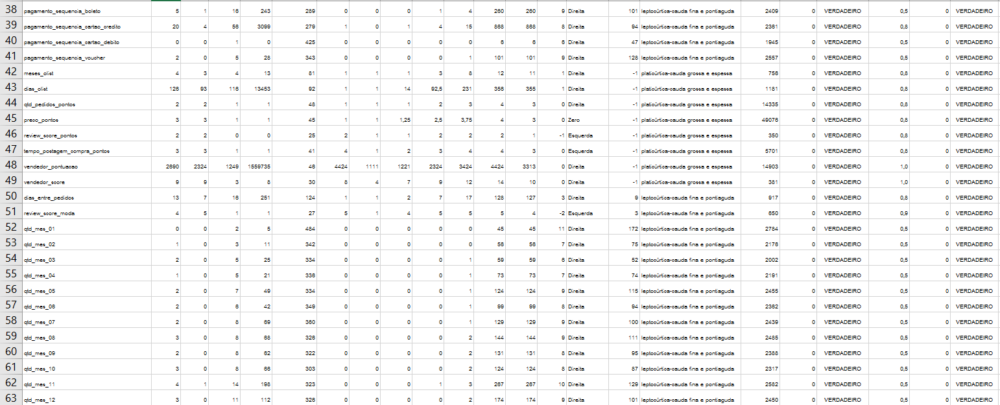 38 pagamento_sequencia_boleto 5 1 16 243 289 0 0 0 1 4 260 260 9 Direita 101 leptocúrtica-cauda fina e pontiaguda 2409 0 VERDADEIRO 0,5 0 VERDADEIRO
39 pagamento_sequencia_cartao_credito 20 4 56 3099 279 1 0 1 4 15 868 868 8 Direita 94 leptocúrtica-cauda fina e pontiaguda 2361 0 VERDADEIRO 0,6 0 VERDADEIRO
40 pagamento_sequencia_cartao_debito 0 0 1 0 425 0 0 0 0 0 6 6 6 Direita 47 leptocúrtica-cauda fina e pontiaguda 1945 0 VERDADEIRO 0,5 0 VERDADEIRO
41 pagamento_sequencia_voucher 2 0 5 28 343 0 0 0 0 1 101 101 9 Direita 128 leptocúrtica-cauda fina e pontiaguda 2557 0 VERDADEIRO 0,5 0 VERDADEIRO
42 meses_olist 4 3 4 13 81 1 1 1 3 8 12 11 1 Direita -1 platicúrtica-cauda grossa e espessa 756 0 VERDADEIRO 0,8 0 VERDADEIRO
43 dias_olist 126 93 116 13453 92 1 1 14 92,5 231 356 355 1 Direita -1 platicúrtica-cauda grossa e espessa 1181 0 VERDADEIRO 0,8 0 VERDADEIRO
44 qtd_pedidos_pontos 2 2 1 1 48 1 1 1 2 3 4 3 0 Direita -1 platicúrtica-cauda grossa e espessa 14335 0 VERDADEIRO 0,8 0 VERDADEIRO
45 preco_pontos 3 3 1 1 45 1 1 1,25 2,5 3,75 4 3 0 Zero -1 platicúrtica-cauda grossa e espessa 49076 0 VERDADEIRO 0,8 0 VERDADEIRO
46 review_score_pontos 2 2 0 0 25 2 1 1 2 2 2 1 -1 Esquerda -1 platicúrtica-cauda grossa e espessa 350 0 VERDADEIRO 0,6 0 VERDADEIRO
47 tempo_postagem_compra_pontos 3 3 1 1 41 4 1 2 3 4 4 3 0 Esquerda -1 platicúrtica-cauda grossa e espessa 5701 0 VERDADEIRO 0,8 0 VERDADEIRO
48 vendedor_pontuacao 2690 2324 1249 1559735 46 4424 1111 1221 2324 3424 4424 3313 0 Direita -1 platicúrtica-cauda grossa e espessa 14903 0 VERDADEIRO 1,0 0 VERDADEIRO
49 vendedor_score 9 9 3 8 30 8 4 7 9 12 14 10 0 Direita -1 platicúrtica-cauda grossa e espessa 381 0 VERDADEIRO 1,0 0 VERDADEIRO
50 dias_entre_pedidos 13 7 16 251 124 1 1 2 7 17 128 127 3 Direita 9 leptocúrtica-cauda fina e pontiaguda 917 0 VERDADEIRO 0,8 0 VERDADEIRO
51 review_score_moda 4 5 1 1 27 5 1 4 5 5 5 4 -2 Esquerda 3 leptocúrtica-cauda fina e pontiaguda 650 0 VERDADEIRO 0,9 0 VERDADEIRO
52 qtd_mes_01 0 0 2 5 484 0 0 0 0 0 45 45 11 Direita 172 leptocúrtica-cauda fina e pontiaguda 2784 0 VERDADEIRO 0,5 0 VERDADEIRO
53 qtd_mes_02 1 0 3 11 342 0 0 0 0 0 56 56 7 Direita 75 leptocúrtica-cauda fina e pontiaguda 2176 0 VERDADEIRO 0,5 0 VERDADEIRO
54 qtd_mes_03 2 0 5 25 334 0 0 0 0 1 59 59 6 Direita 52 leptocúrtica-cauda fina e pontiaguda 2002 0 VERDADEIRO 0,5 0 VERDADEIRO
55 qtd_mes_04 1 0 5 21 336 0 0 0 0 1 73 73 7 Direita 74 leptocúrtica-cauda fina e pontiaguda 2191 0 VERDADEIRO 0,5 0 VERDADEIRO
56 qtd_mes_05 2 0 7 49 334 0 0 0 0 1 124 124 9 Direita 115 leptocúrtica-cauda fina e pontiaguda 2455 0 VERDADEIRO 0,5 0 VERDADEIRO
57 qtd_mes_06 2 0 6 42 349 0 0 0 0 1 99 99 8 Direita 94 leptocúrtica-cauda fina e pontiaguda 2362 0 VERDADEIRO 0,5 0 VERDADEIRO
58 qtd_mes_07 2 0 8 69 360 0 0 0 0 1 129 129 9 Direita 100 leptocúrtica-cauda fina e pontiaguda 2439 0 VERDADEIRO 0,5 0 VERDADEIRO
59 qtd_mes_08 3 0 8 68 326 0 0 0 0 2 144 144 9 Direita 111 leptocúrtica-cauda fina e pontiaguda 2485 0 VERDADEIRO 0,5 0 VERDADEIRO
60 qtd_mes_09 2 0 8 62 322 0 0 0 0 2 131 131 8 Direita 95 leptocúrtica-cauda fina e pontiaguda 2388 0 VERDADEIRO 0,5 0 VERDADEIRO
61 qtd_mes_10 3 0 8 66 303 0 0 0 0 2 124 124 8 Direita 87 leptocúrtica-cauda fina e pontiaguda 2317 0 VERDADEIRO 0,5 0 VERDADEIRO
62 qtd_mes_11 4 1 14 198 323 0 0 0 1 3 267 267 10 Direita 129 leptocúrtica-cauda fina e pontiaguda 2582 0 VERDADEIRO 0,5 0 VERDADEIRO
63 qtd_mes_12 3 0 11 112 326 0 0 0 0 2 174 174 9 Direita 101 leptocúrtica-cauda fina e pontiaguda 2450 0 VERDADEIRO 0,5 0 VERDADEIRO